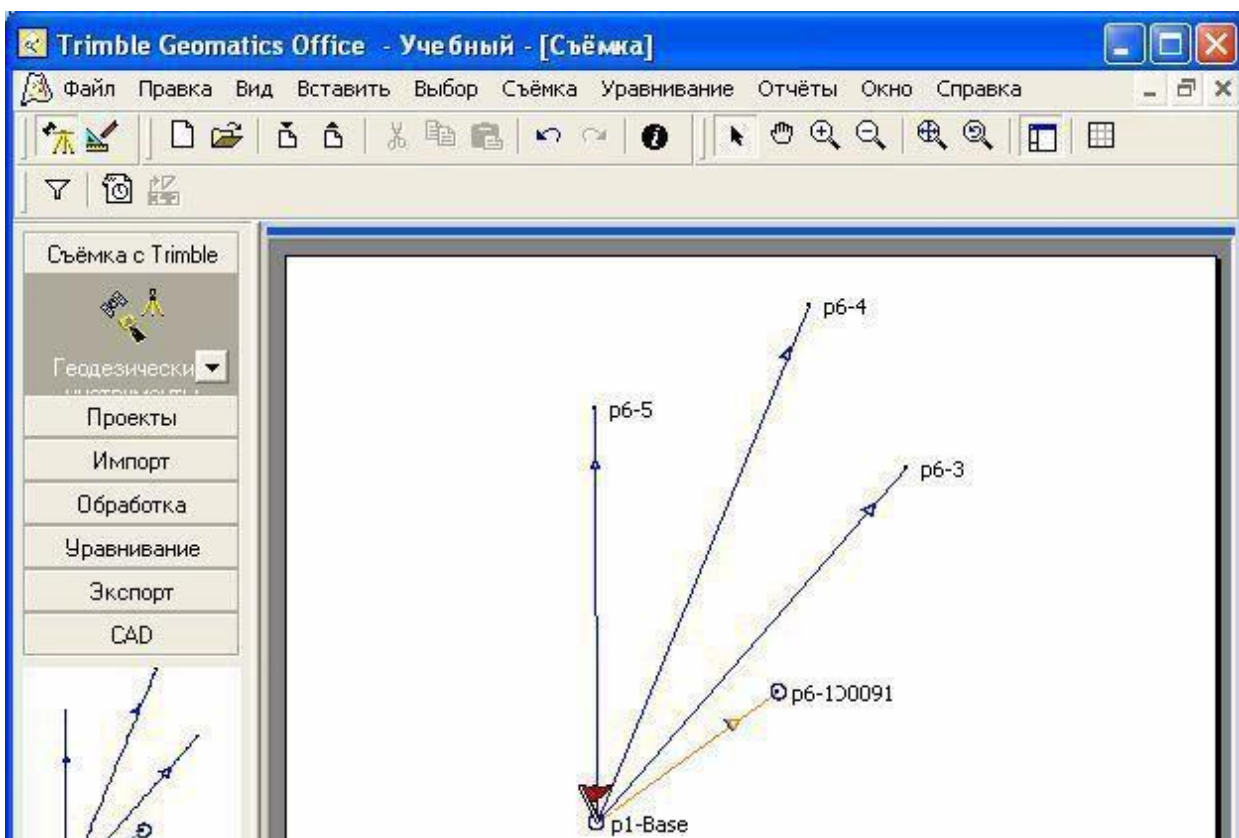 Trimble Geomatics Office - Учебный - [Съёмка]
Файл Правка Вид Вставить Выбор Съёмка Уравнивание Отчёты Окно Справка
Съёмка с Trimble
Геодезически
Проекты
Импорт
Обработка
Уравнивание
Экспорт
CAD
p6-4
p6-5
p6-3
p1-Base